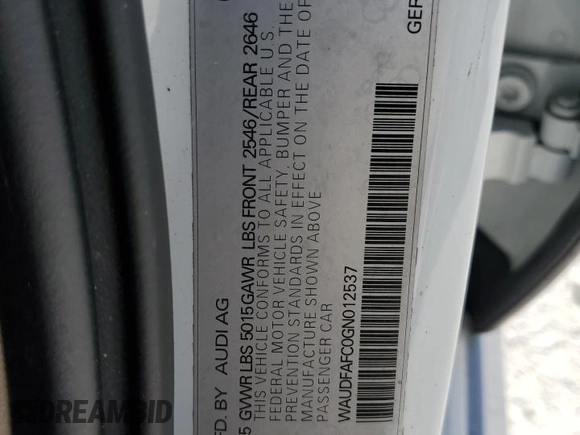 GER
FD. BY AUDI AG
5 GVWR LBS 5015GAWR LBS FRONT 2546/REAR 2646
THIS VEHICLE CONFORMS TO ALL APPLICABLE U.S.
FEDERAL MOTOR VEHICLE SAFETY, BUMPER AND THE
PREVENTION STANDARDS IN EFFECT ON THE DATE OF
MANUFACTURE SHOWN ABOVE
PASSENGER CAR
WAUDFAFC0GN012537
DREAMBID